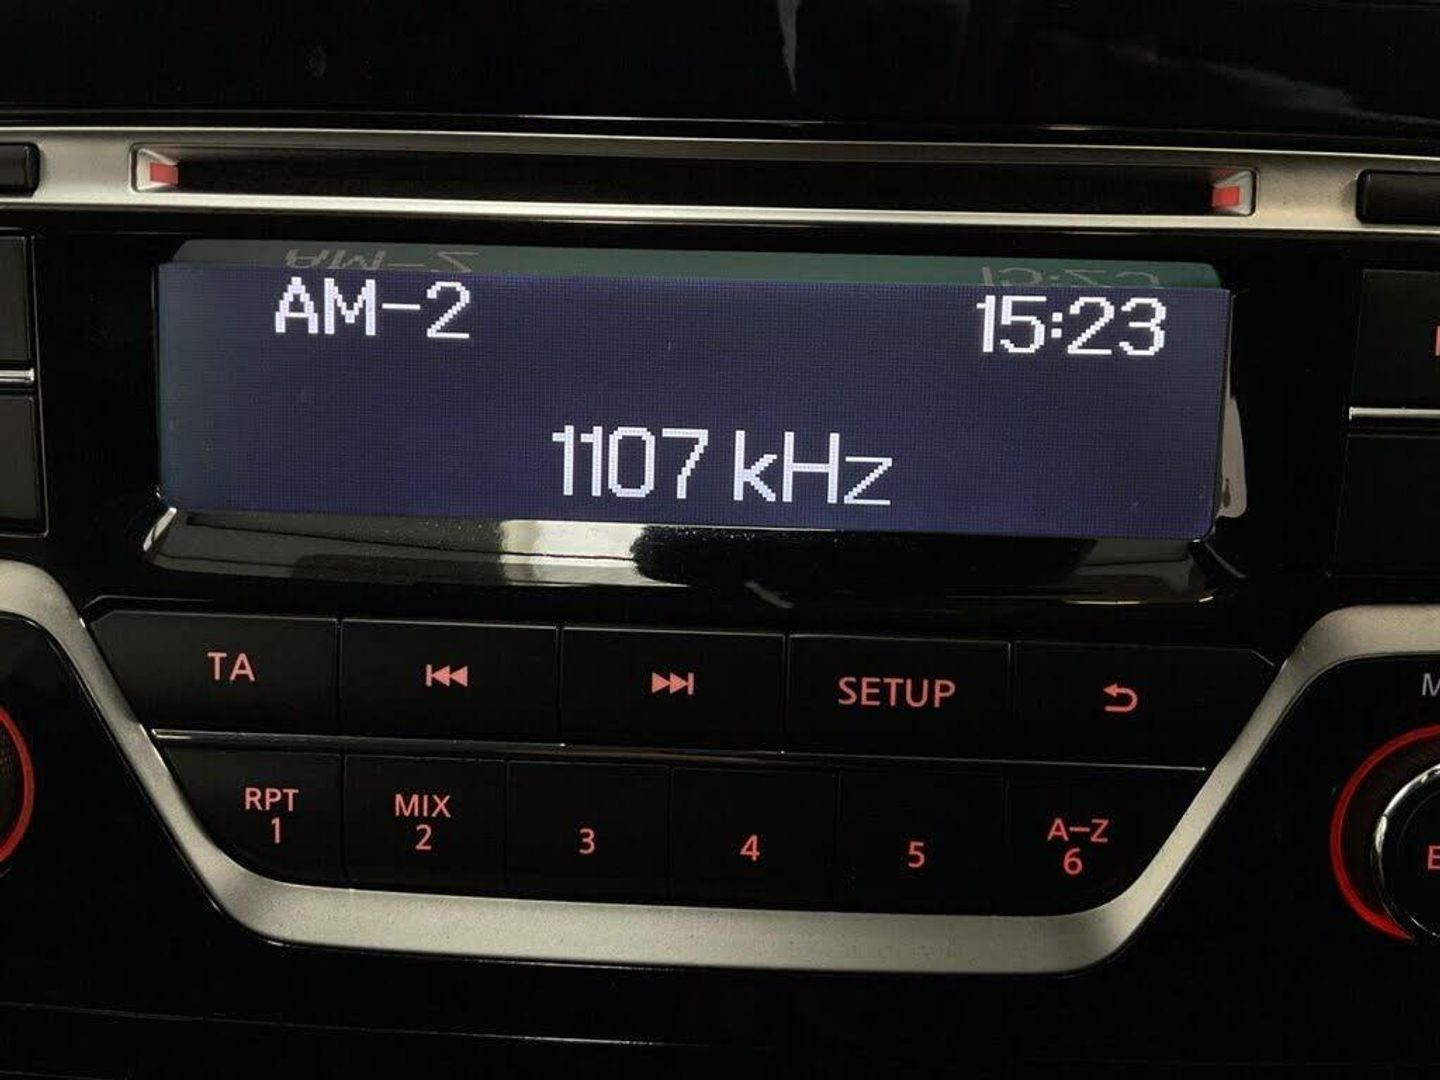 AM-2
15:23
1107 kHz
TA
SETUP
RPT
1
MIX
2
3
4
5
A-Z
6